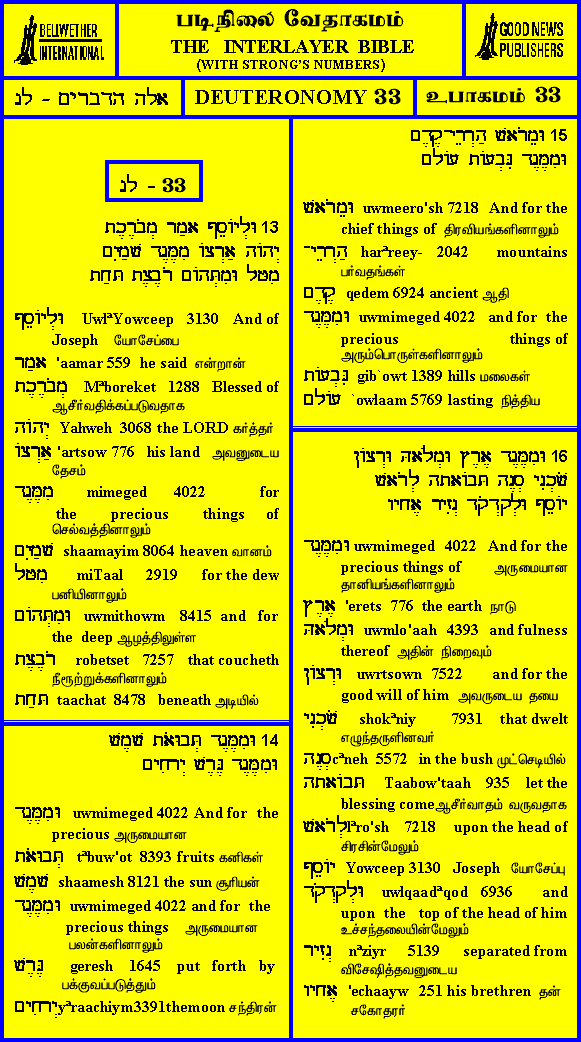 BELLWETHER
INTERNATIONAL
படிநிலை வேதாகமம்
THE INTERLAYER BIBLE
(WITH STRONG'S NUMBERS)
GOOD NEWS
PUBLISHERS
אלה הדברים - לג
DEUTERONOMY 33
உபாகமம் 33
33 - לג
13 וּלְיוֹסֵף אָמַר מְבֹרֶכֶת
יְהוָֹה אַרְצוֹ מִמֶּגֶד שָׁמַיִם
מִטָּל וּמִתְּהוֹם רֹבֶצֶת תָּחַת
וּלְיוֹסֵף Uwlª Yowceep 3130 And of
Joseph யோசேப்பை
אָמַר 'aamar 559 he said என்றான்
מְבֹרֶכֶת Mªboreket 1288 Blessed of
ஆசீர்வதிக்கப்படுவதாக
יְהוָֹה Yahweh 3068 the LORD கர்த்தர்
אַרְצוֹ 'artsow 776 his land அவனுடைய
தேசம்
מִמֶּגֶד mimeged 4022 for
the precious things of
செல்வத்தினாலும்
שָׁמַיִם shaamayim 8064 heaven வானம்
מִטָּל miTaal 2919 for the dew
பனியினாலும்
וּמִתְּהוֹם uwmithowm 8415 and for
the deep ஆழத்திலுள்ள
רֹבֶצֶת robetset 7257 that coucheth
நீரூற்றுக்களினாலும்
תָּחַת taachat 8478 beneath அடியில்
14 וּמִמֶּגֶד תְּבוּאֹת שָׁמֶשׁ
וּמִמֶּגֶד גֶּרֶשׁ יְרחִים
וּמִמֶּגֶד uwmimeged 4022 And for the
precious அருமையான
תְּבוּאֹת tªbuw'ot 8393 fruits கனிகள்
שָׁמֶשׁ shaamesh 8121 the sun சூரியன்
וּמִמֶּגֶד uwmimeged 4022 and for the
precious things அருமையான
பலன்களினாலும்
גֶּרֶשׁ geresh 1645 put forth by
பக்குவப்படுத்தும்
יְרחִים yªraachiym3391themoon சந்திரன்
15 וּמֵרֹאשׁ הַרְרֵי־קֶדֶם
וּמִמֶּגֶד גִּבְעוֹת עוֹלָם
וּמֵרֹאשׁ uwmeero'sh 7218 And for the
chief things of திரவியங்களினாலும்
הַרְרֵי־ harªreey- 2042 mountains
பர்வதங்கள்
קֶדֶם qedem 6924 ancient ஆதி
וּמִמֶּגֶד uwmimeged 4022 and for the
precious things of
அரும்பொருள்களினாலும்
גִּבְעוֹת gib`owt 1389 hills மலைகள்
עוֹלָם `owlaam 5769 lasting நித்திய
16 וּמִמֶּגֶד אֶרֶץ וּמְלֹאָהּ וּרְצוֹן
שֹׁכְנִי סְנֶה תָּבוֹאתָה לְרֹאשׁ
יוֹסֵף וּלְקָדְקֹד נְזִיר אֶחָיו
וּמִמֶּגֶד uwmimeged 4022 And for the
precious things of அருமையான
தானியங்களினாலும்
אֶרֶץ 'erets 776 the earth நாடு
וּמְלֹאָהּ uwmlo'aah 4393 and fulness
thereof அதின் நிறைவும்
וּרְצוֹן uwrtsown 7522 and for the
good will of him அவருடைய தயை
שֹׁכְנִי shokªniy 7931 that dwelt
எழுந்தருளினவர்
סְנֶה cªneh 5572 in the bush முட்செடியில்
תָּבוֹאתָה Taabow'taah 935 let the
blessing come ஆசீர்வாதம் வருவதாக
לְרֹאשׁ lªro'sh 7218 upon the head of
சிரசின்மேலும்
יוֹסֵף Yowceep 3130 Joseph யோசேப்பு
וּלְקָדְקֹד uwlqaadªqod 6936 and
upon the top of the head of him
உச்சந்தலையின்மேலும்
נְזִיר nªziyr 5139 separated from
விசேஷித்தவனுடைய
אֶחָיו 'echaayw 251 his brethren தன்
சகோதரர்